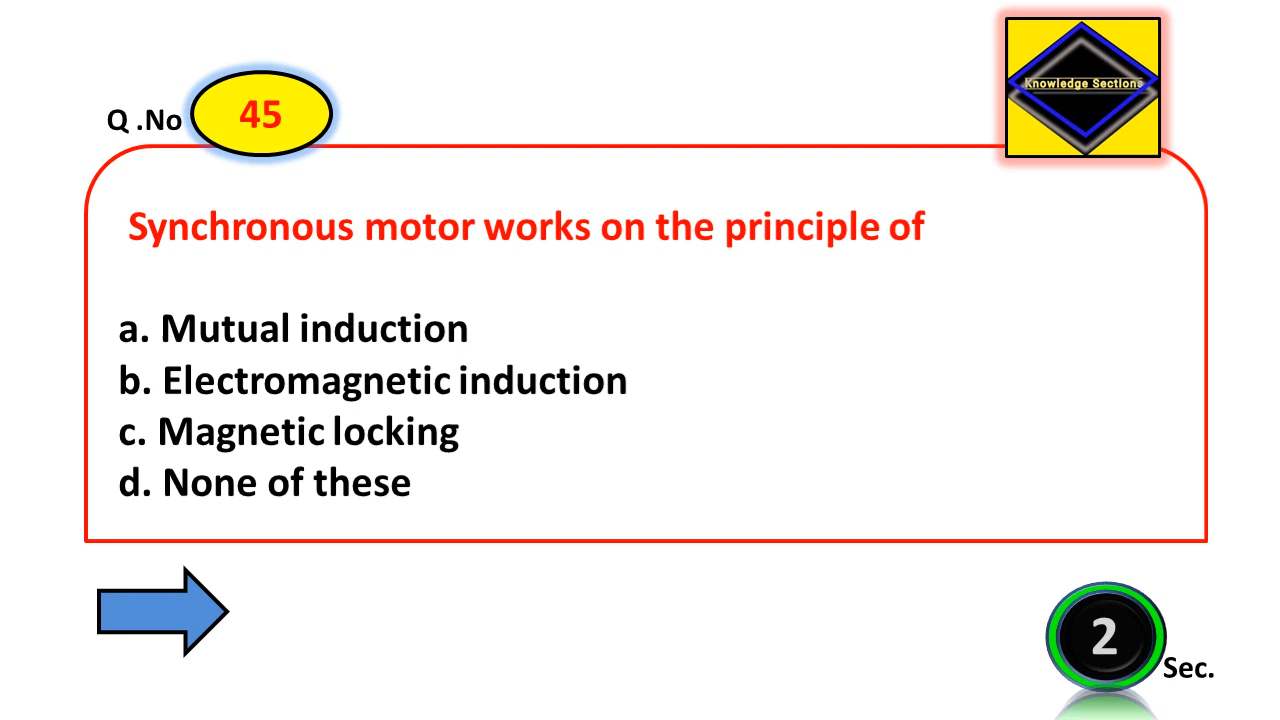 Q .No 45
Knowledge Sections
Synchronous motor works on the principle of
a. Mutual induction
b. Electromagnetic induction
c. Magnetic locking
d. None of these
2 Sec.